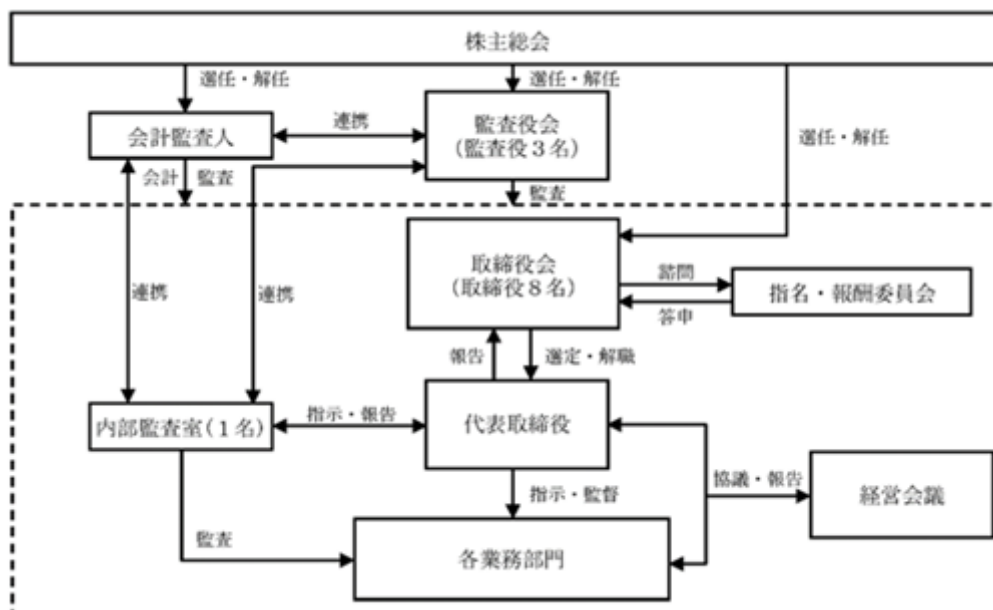 株主総会
選任・解任
選任・解任
選任・解任
会計監査人
連携
監査役会
(監査役3名)
会計 監査
監査
取締役会
(取締役8名)
諮問
答申
指名・報酬委員会
連携
連携
報告
選定・解職
内部監査室(1名)
指示・報告
代表取締役
協議・報告
経営会議
指示・監督
監査
各業務部門